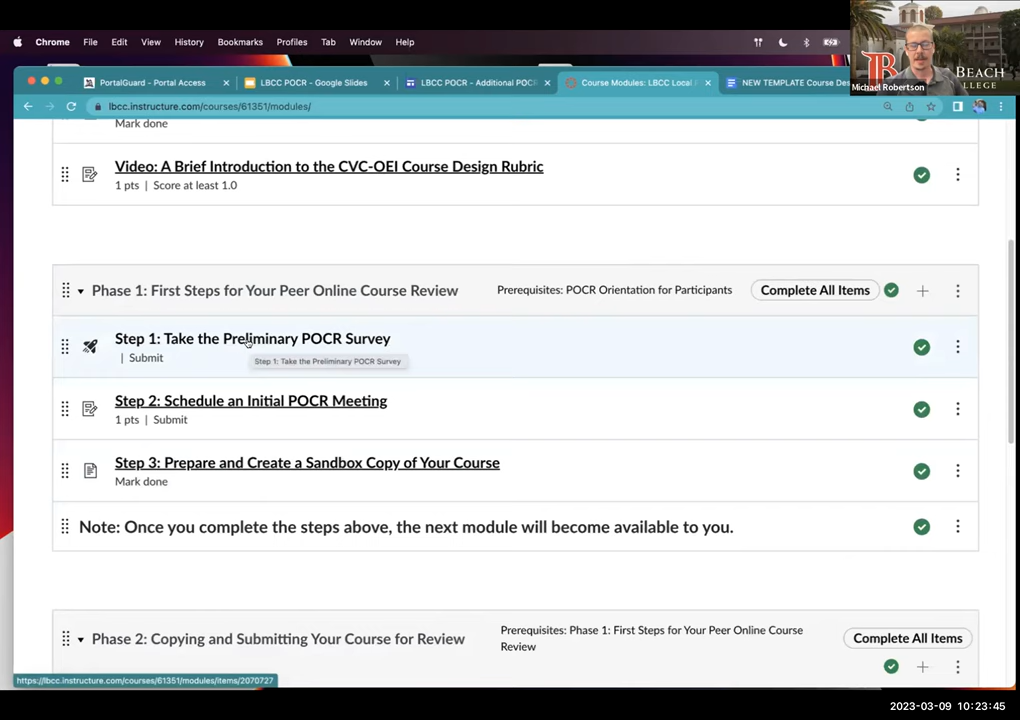 Chrome File Edit View History Bookmarks Profiles Tab Window Help
PortalGuard - Portal Access
LBCC POCR - Google Slides
LBCC POCR - Additional POC
Course Modules: LBCC Local
NEW TEMPLATE Course De
BEACH
LLEGE
Michael Robertson
lbcc.instructure.com/courses/61351/modules/
Mark done
Video: A Brief Introduction to the CVC-OEI Course Design Rubric
1 pts | Score at least 1.0
Phase 1: First Steps for Your Peer Online Course Review
Prerequisites: POCR Orientation for Participants
Complete All Items
Step 1: Take the Preliminary POCR Survey
| Submit
Step 1: Take the Preliminary POCR Survey
Step 2: Schedule an Initial POCR Meeting
1 pts | Submit
Step 3: Prepare and Create a Sandbox Copy of Your Course
Mark done
Note: Once you complete the steps above, the next module will become available to you.
Phase 2: Copying and Submitting Your Course for Review
Prerequisites: Phase 1: First Steps for Your Peer Online Course
Review
Complete All Items
https://lbcc.instructure.com/courses/61351/modules/items/2070727
2023-03-09 10:23:45